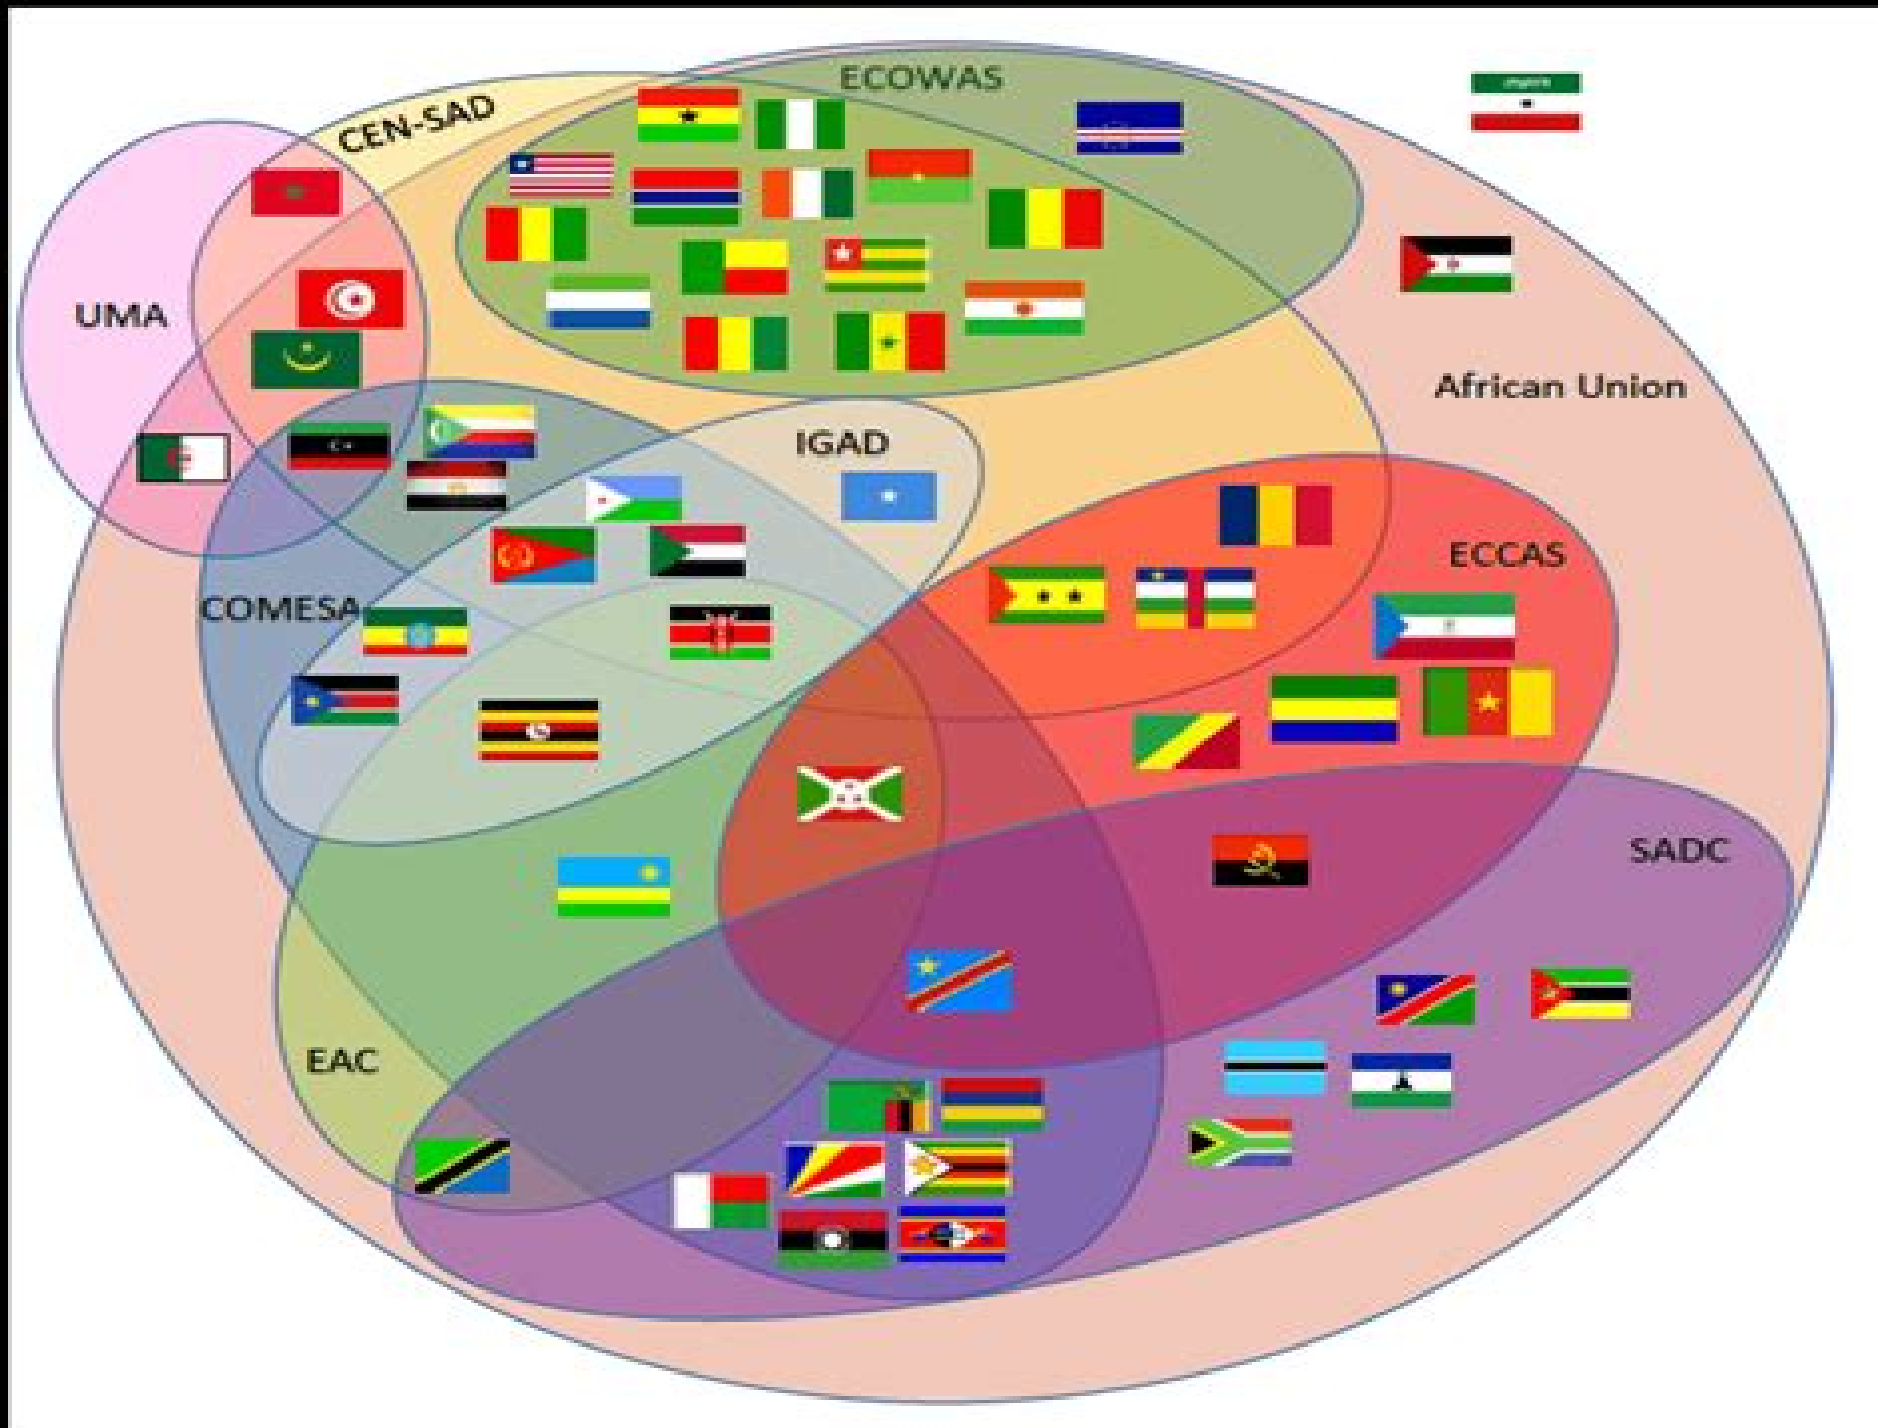 ECOWAS
CEN-SAD
UMA
African Union
IGAD
ECCAS
COMESA
SADC
EAC